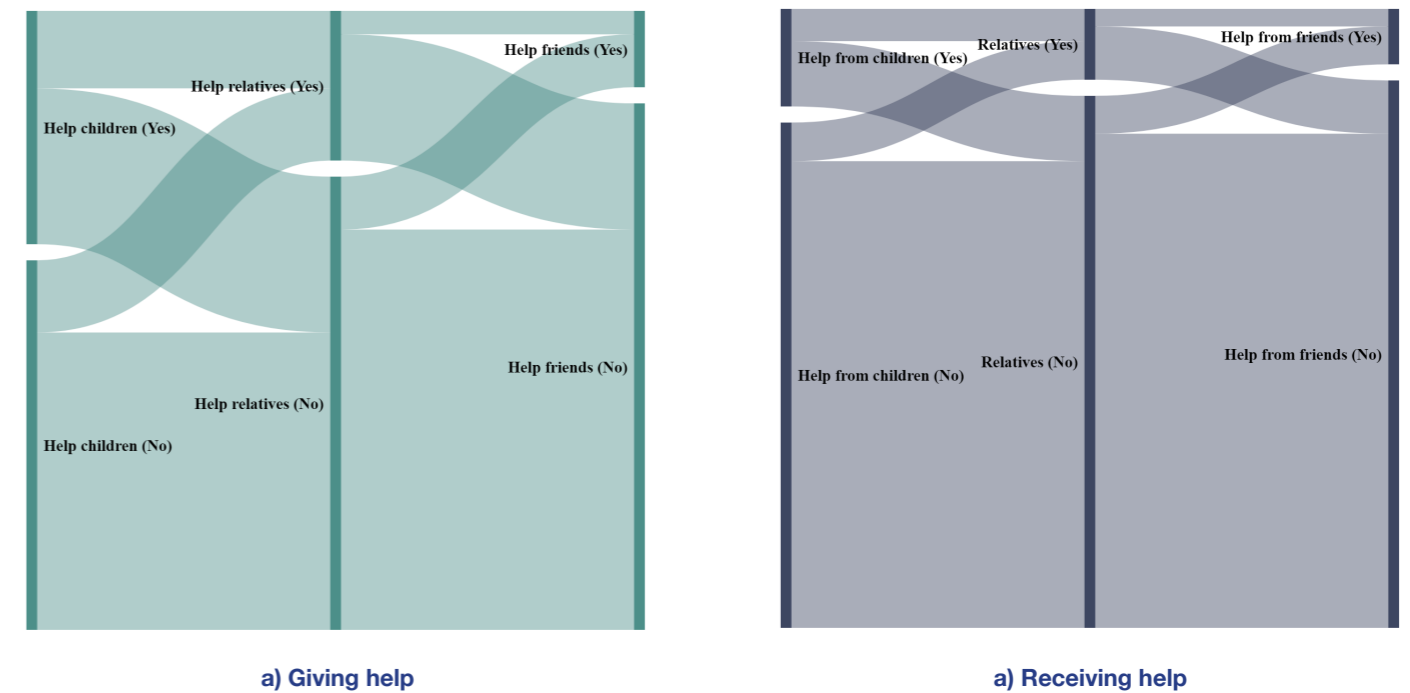 Help friends (Yes)
Help relatives (Yes)
Help children (Yes)
Help friends (No)
Help relatives (No)
Help children (No)
a) Giving help
Help from friends (Yes)
Relatives (Yes)
Help from children (Yes)
Help from friends (No)
Relatives (No)
Help from children (No)
a) Receiving help